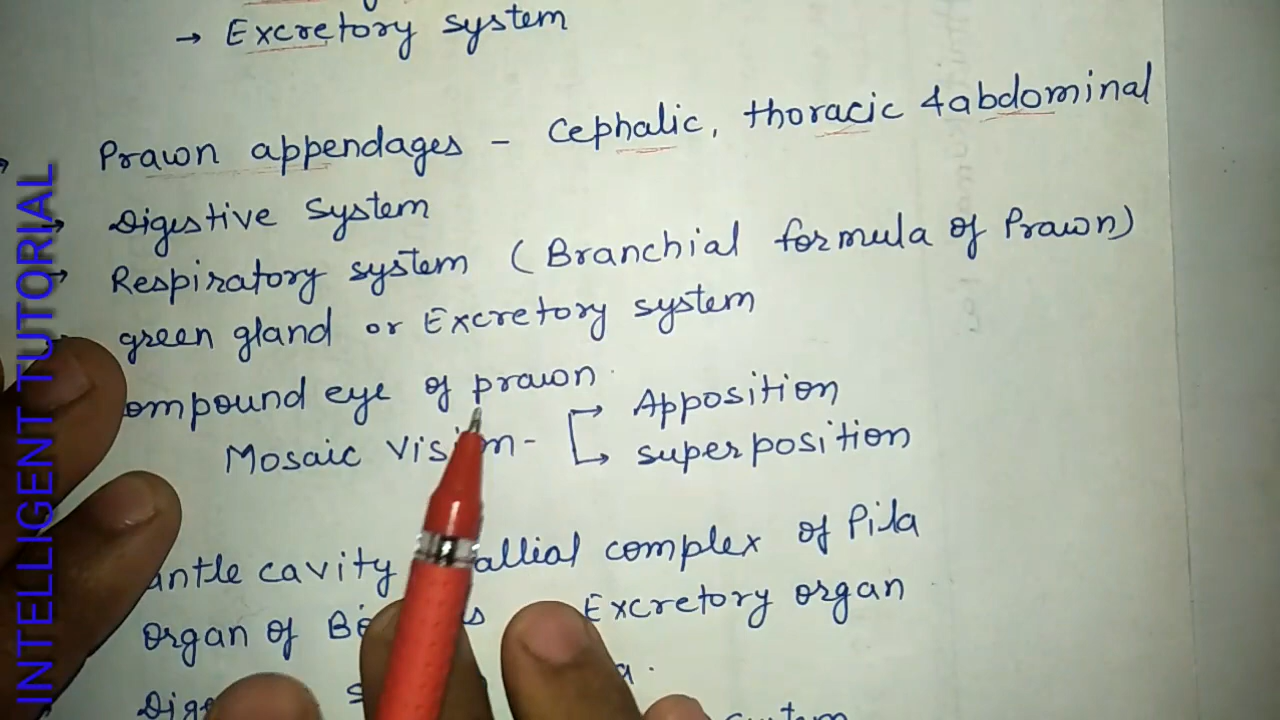 → Excretory system
Prawn appendages - Cephalic, thoracic & abdominal
→ Digestive System
→ Respiratory system (Branchial formula of Prawn)
green gland or Excretory system
ompound eye of prawn
Mosaic Vision - → Apposition
→ superposition
antle cavity allial complex of Pila
Organ of Excretory organ
INTELLIGENT TUTORIAL